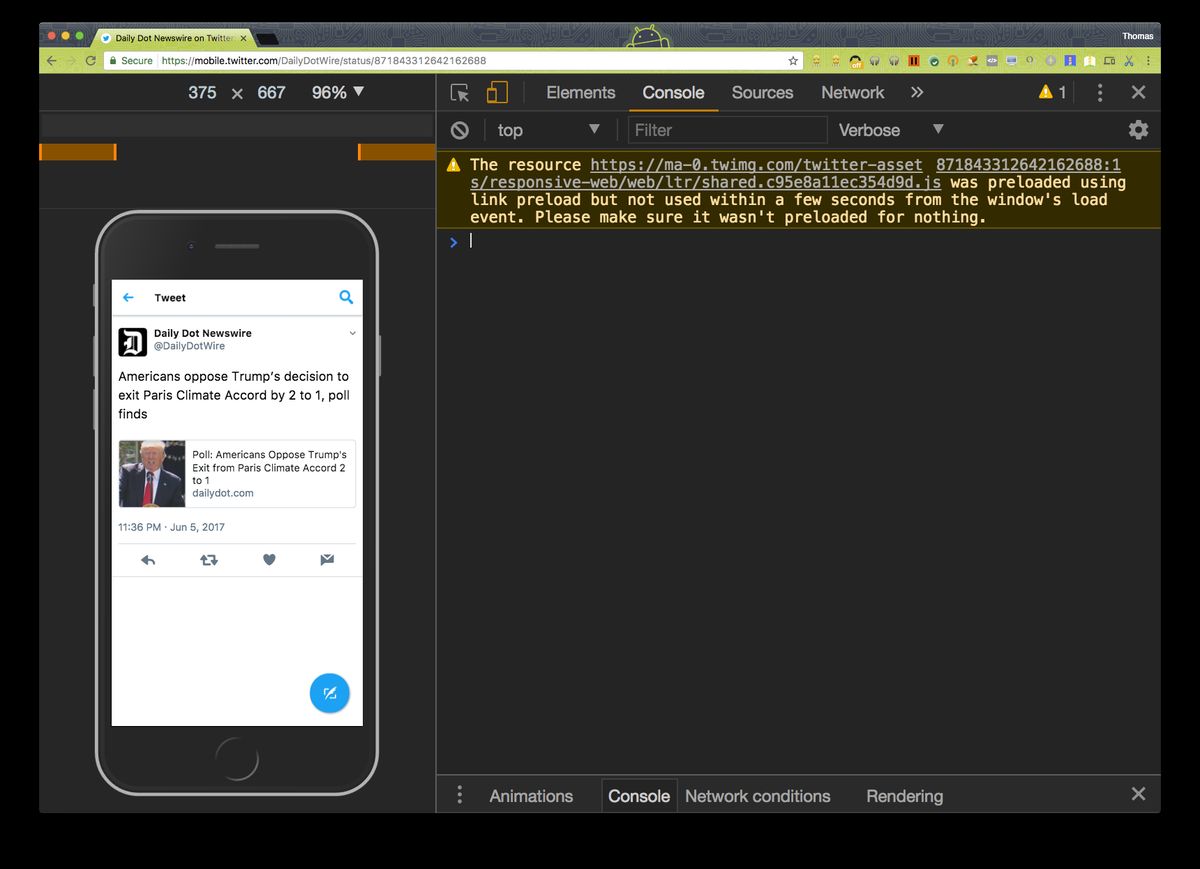 Daily Dot Newswire on Twitter
Thomas
Secure https://mobile.twitter.com/DailyDotWire/status/871843312642162688
off
375 × 667 96% ▼
Elements Console Sources Network » 1
top ▼ Filter Verbose ▼
The resource https://ma-0.twimg.com/twitter-asset 871843312642162688:1
s/responsive-web/web/ltr/shared.c95e8a11ec354d9d.js was preloaded using
link preload but not used within a few seconds from the window's load
event. Please make sure it wasn't preloaded for nothing.
Tweet
D
Daily Dot Newswire
@DailyDotWire
Americans oppose Trump’s decision to
exit Paris Climate Accord by 2 to 1, poll
finds
Poll: Americans Oppose Trump's
Exit from Paris Climate Accord 2
to 1
dailydot.com
11:36 PM · Jun 5, 2017
Animations Console Network conditions Rendering